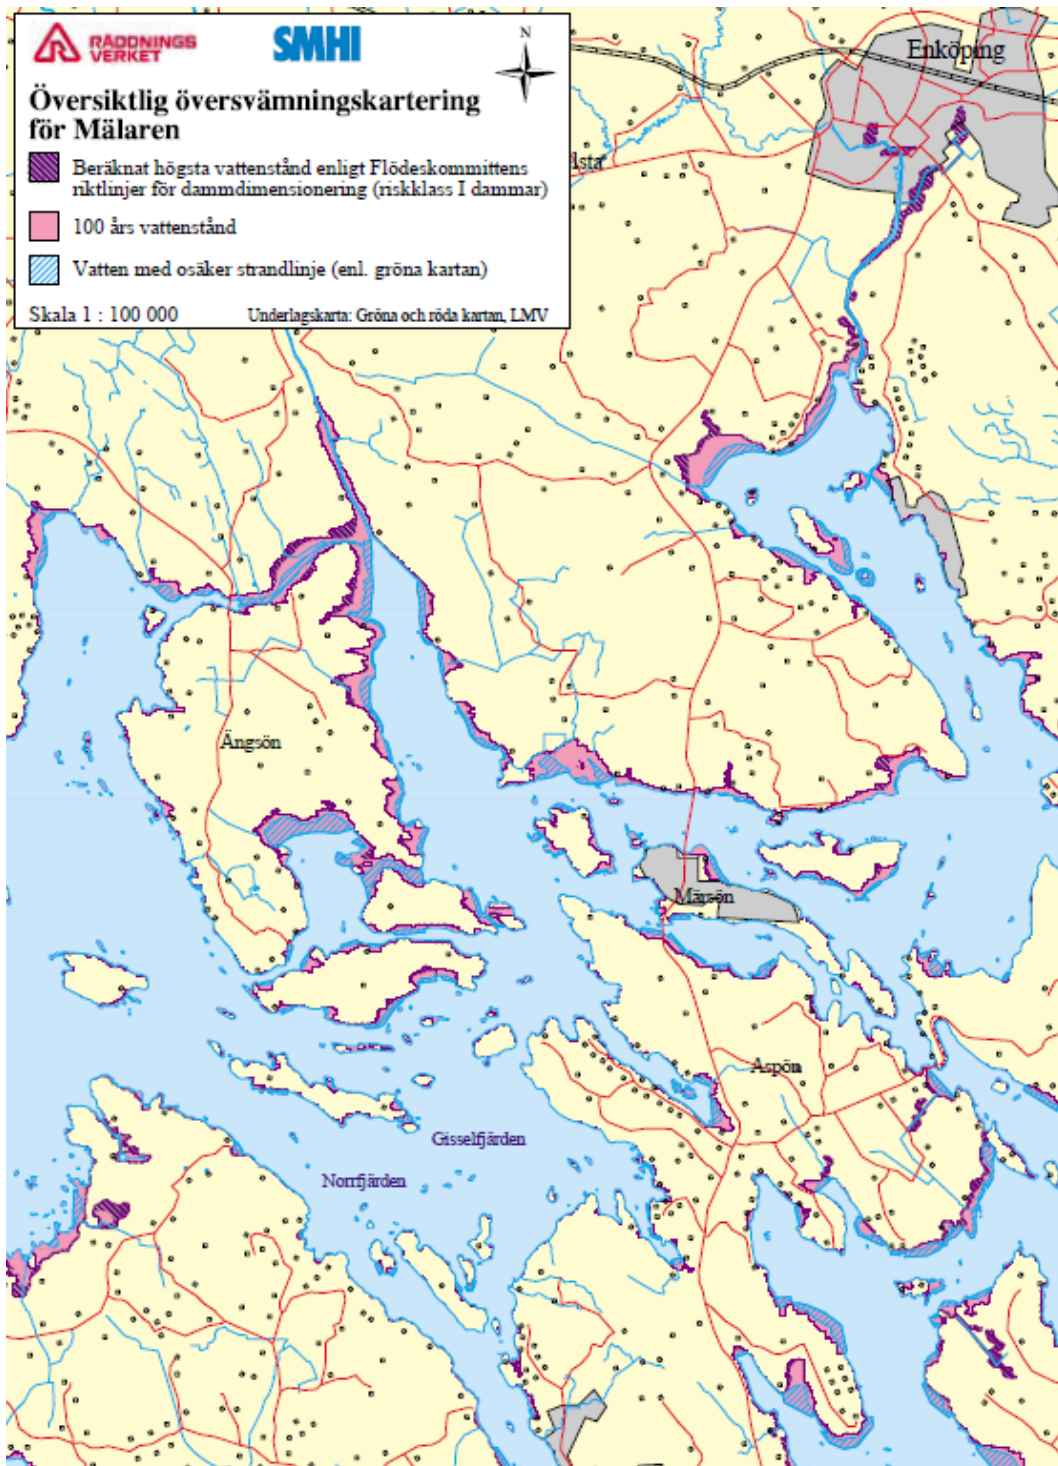 RÄDDNINGS
VERKET
SMHI
N
Översiktlig översvämningskartering
för Mälaren
Beräknat högsta vattenstånd enligt Flödeskommittens
riktlinjer för dammdimensionering (riskklass I dammar)
100 års vattenstånd
Vatten med osäker strandlinje (enl. gröna kartan)
Skala 1 : 100 000
Underlagskarta: Gröna och röda kartan, LMV
Enköping
lsta
Ängsön
Märsön
Aspön
Gisselfjärden
Norrfjärden